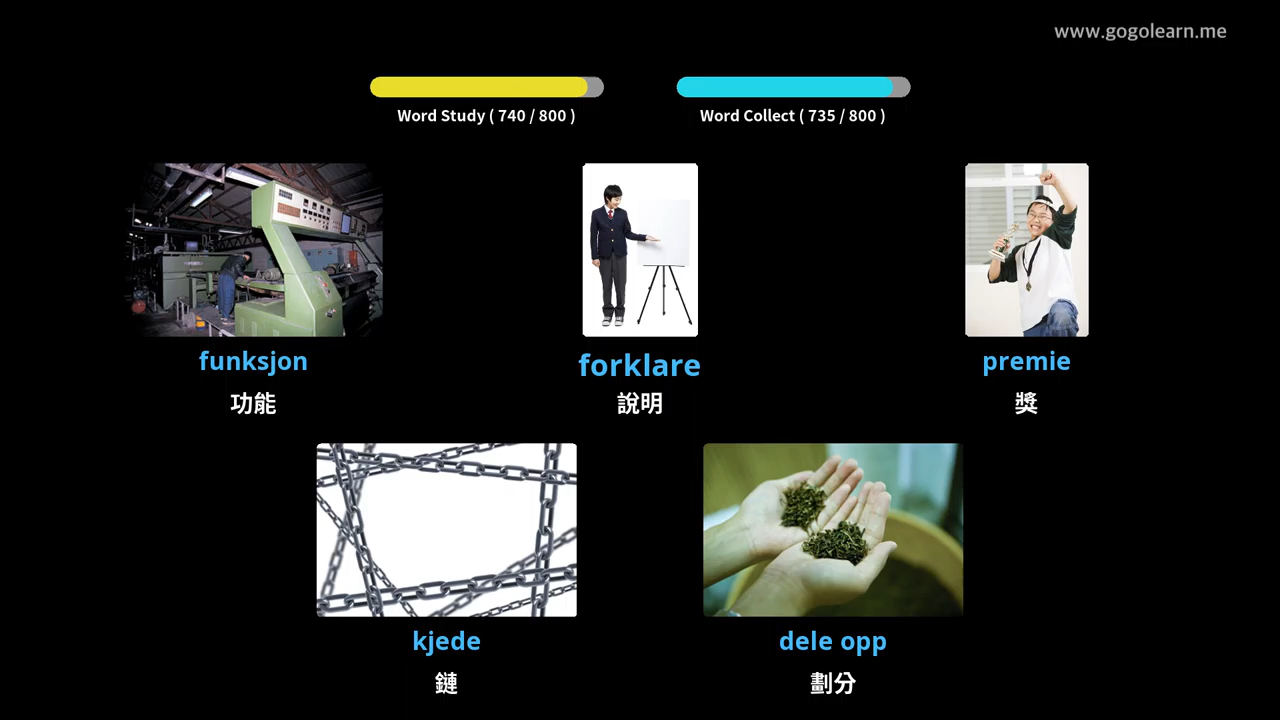 www.gogolearn.me
Word Study ( 740 / 800 )
Word Collect ( 735 / 800 )
funksjon
功能
forklare
說明
premie
獎
kjede
鏈
dele opp
劃分